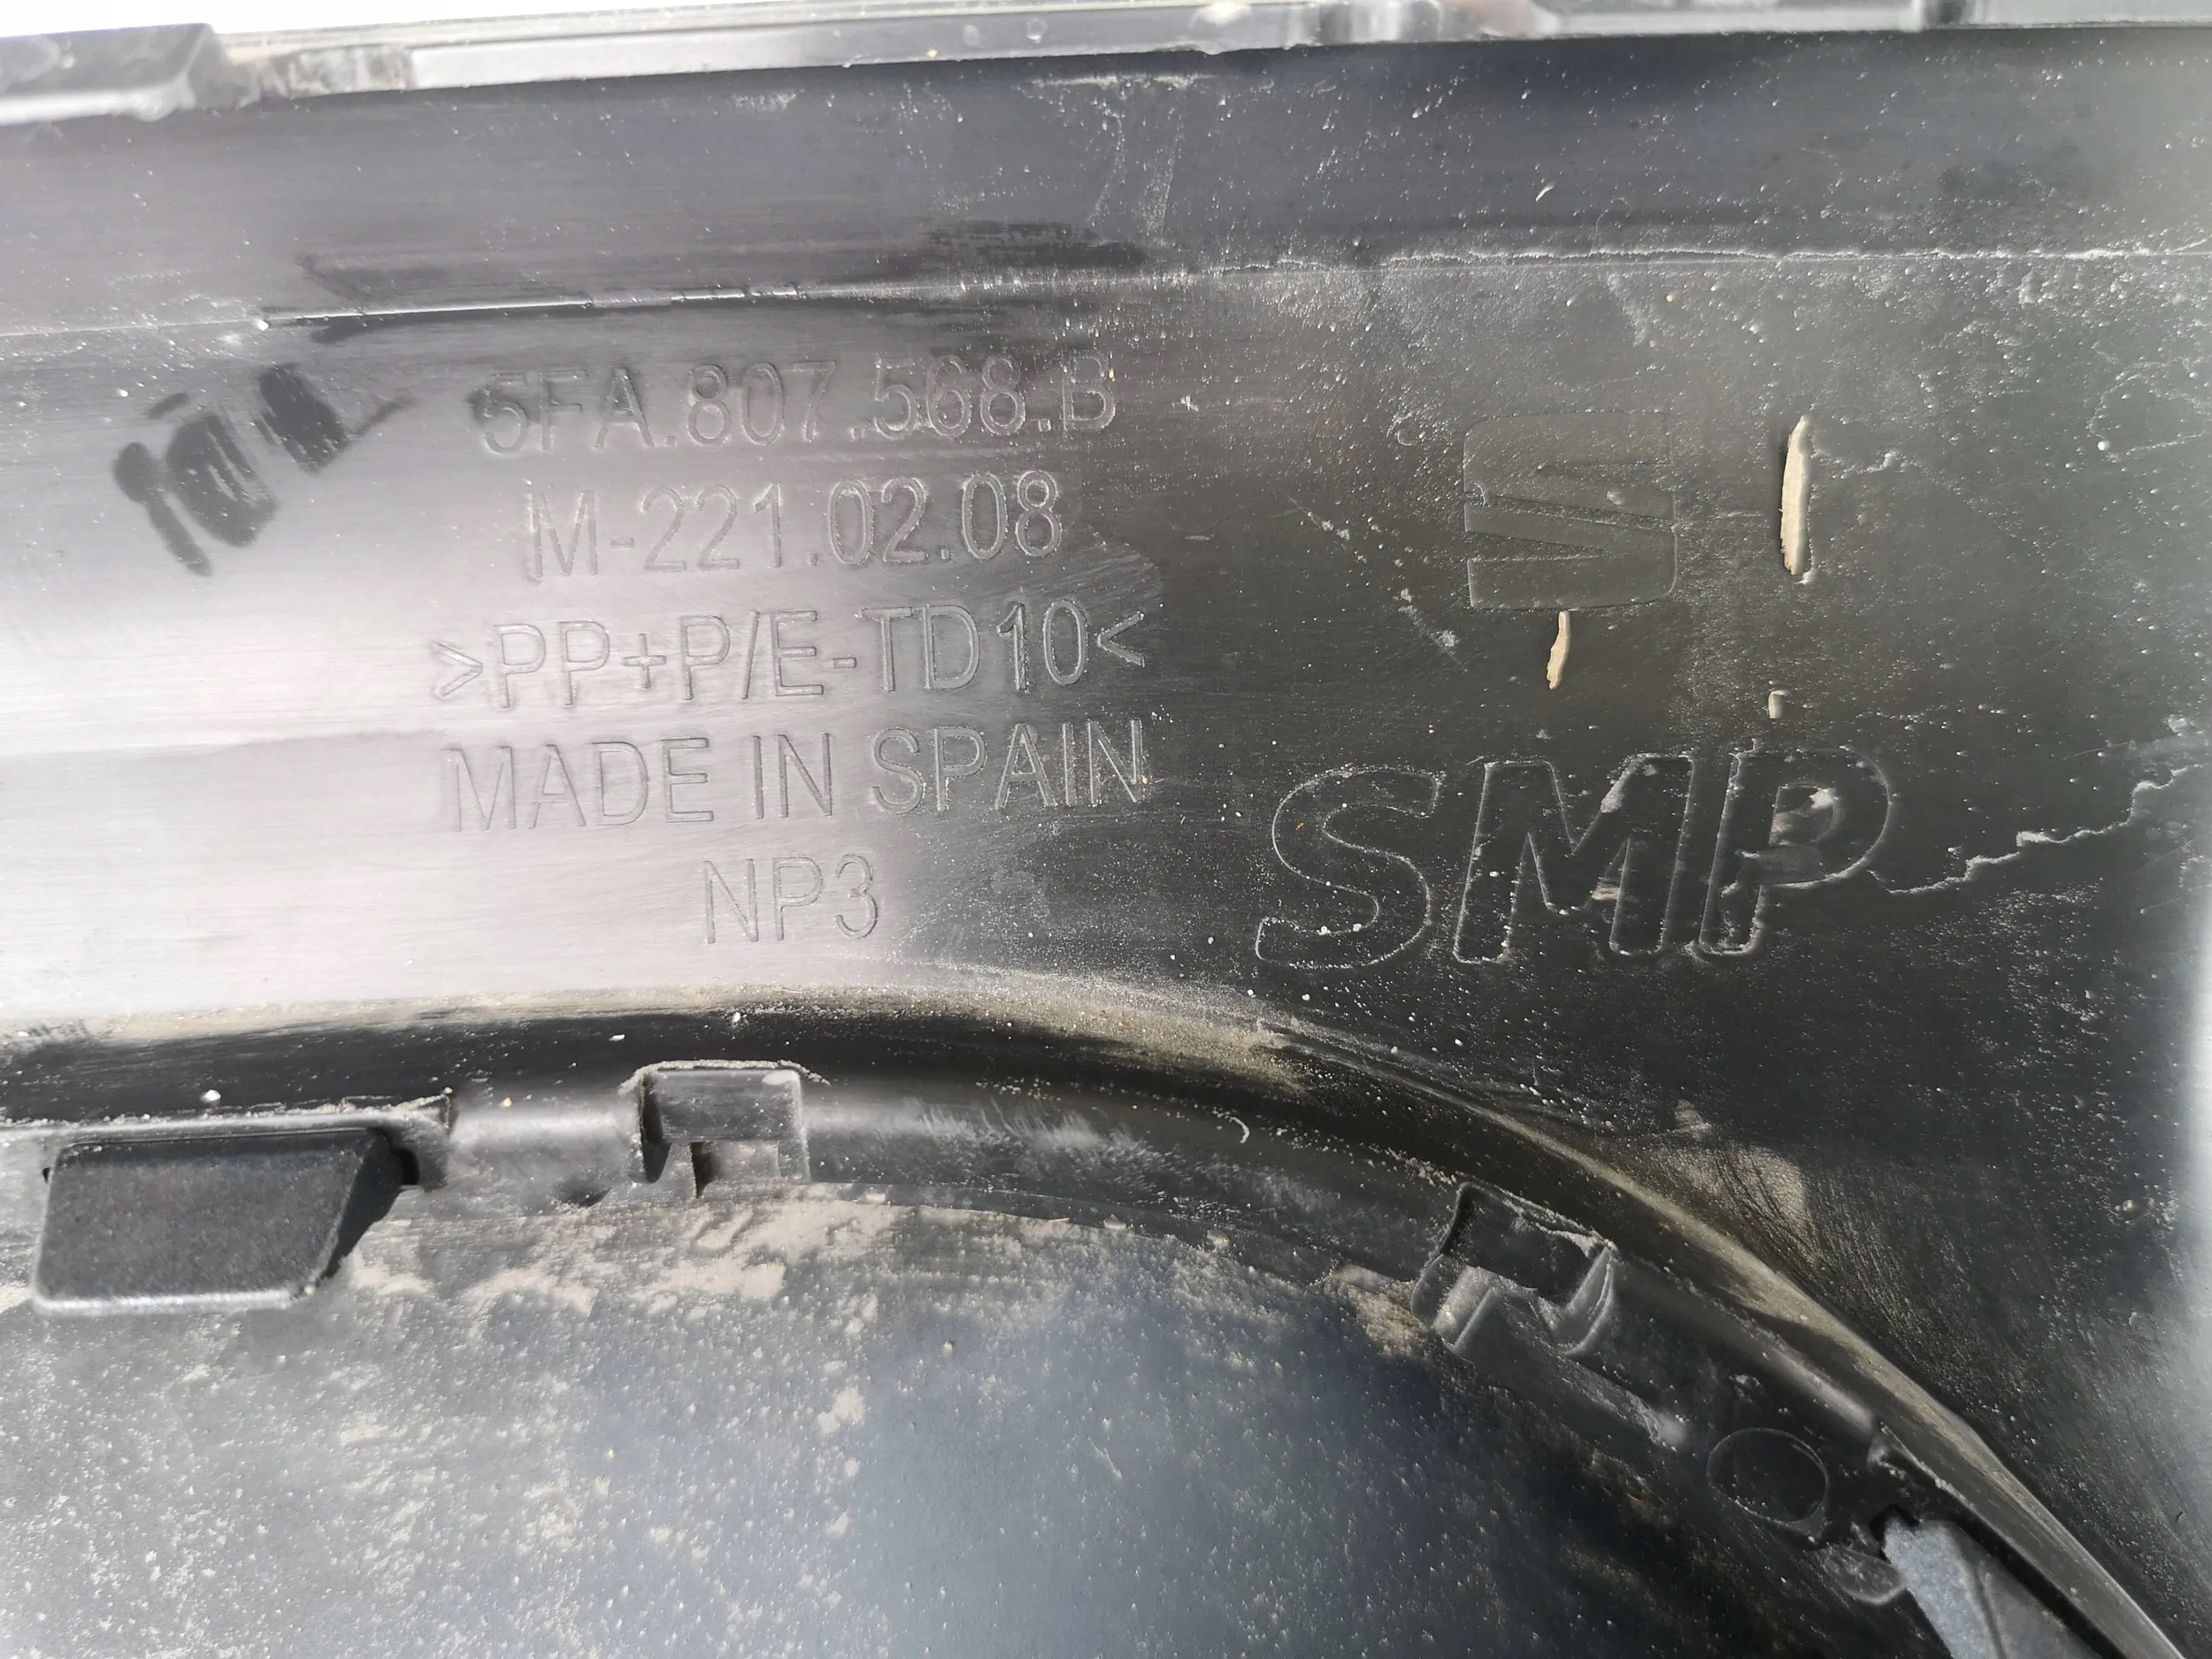 5FA.807.568.B
M-221.02.08
>PP+P/E-TD10<
MADE IN SPAIN
NP3
SMP